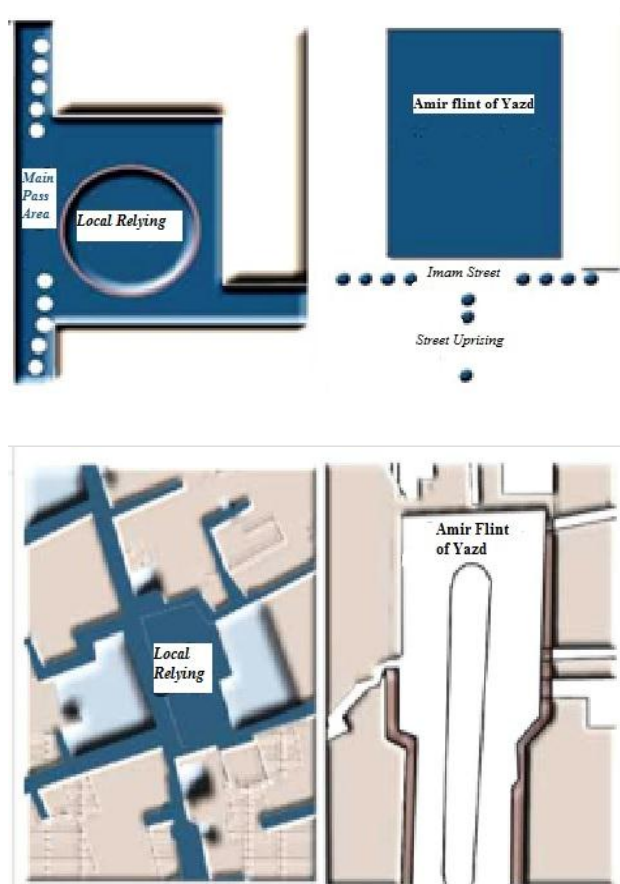 Main
Pass
Area
Local Relying
Amir flint of Yazd
Imam Street
Street Uprising
Local
Relying
Amir Flint
of Yazd